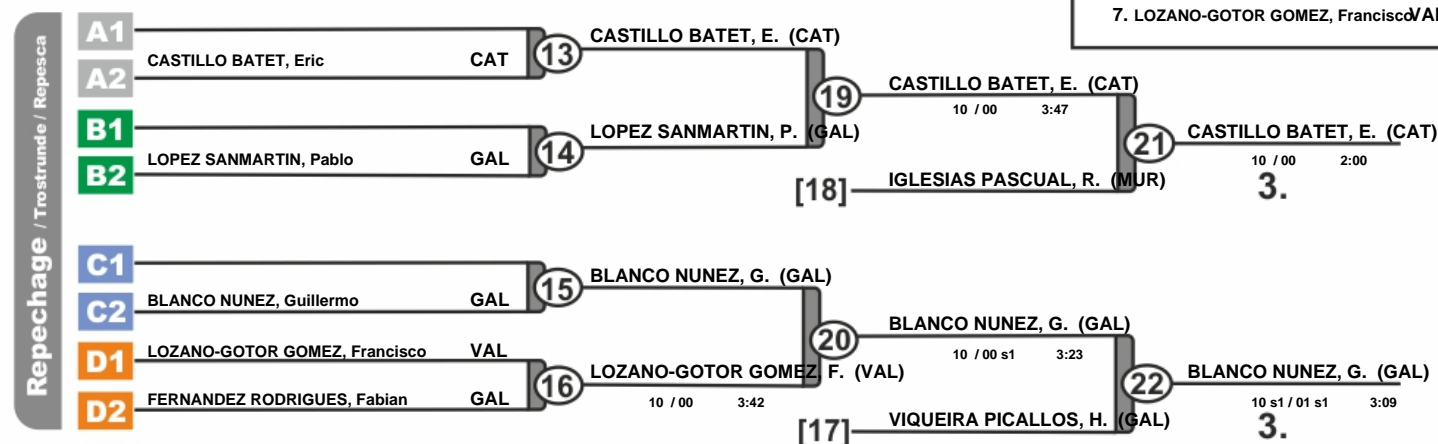 7. LOZANO-GOTOR GOMEZ, Francisco VAL
Repechage / Trostrunde / Repesca
A1
CASTILLO BATET, Eric CAT
A2
13
CASTILLO BATET, E. (CAT)
B1
LOPEZ SANMARTIN, Pablo GAL
B2
14
LOPEZ SANMARTIN, P. (GAL)
19
CASTILLO BATET, E. (CAT)
10 / 00 3:47
[18]
IGLESIAS PASCUAL, R. (MUR)
21
CASTILLO BATET, E. (CAT)
10 / 00 2:00
3.
C1
BLANCO NUNEZ, Guillermo GAL
C2
15
BLANCO NUNEZ, G. (GAL)
D1
LOZANO-GOTOR GOMEZ, Francisco VAL
D2
FERNANDEZ RODRIGUES, Fabian GAL
16
LOZANO-GOTOR GOMEZ, F. (VAL)
10 / 00 3:42
20
BLANCO NUNEZ, G. (GAL)
10 / 00 s1 3:23
[17]
VIQUEIRA PICALLOS, H. (GAL)
22
BLANCO NUNEZ, G. (GAL)
10 s1 / 01 s1 3:09
3.